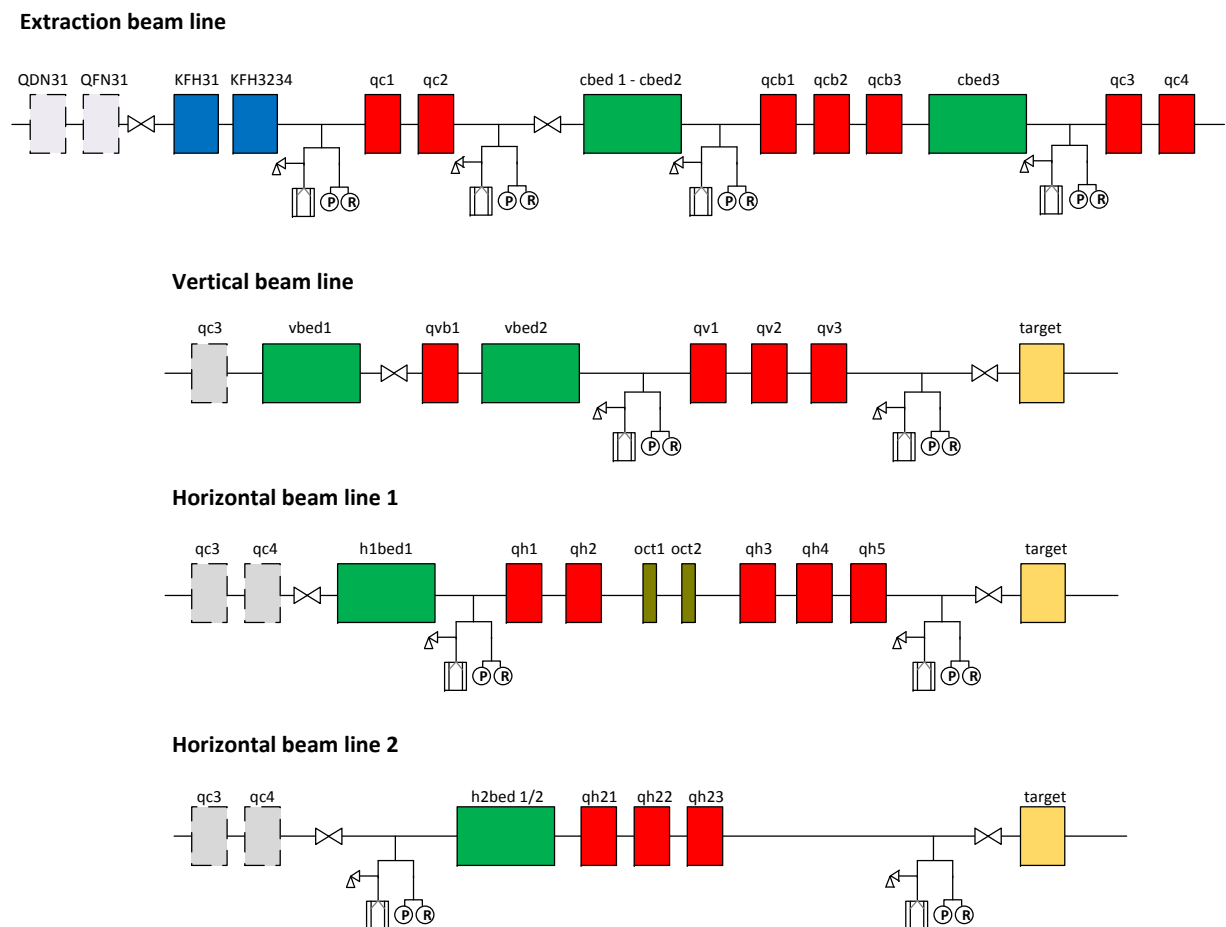 Extraction beam line
QDN31 QFN31 KFH31 KFH3234 qc1 qc2 cbed 1 - cbed2 qcb1 qcb2 qcb3 cbed3 qc3 qc4
P R P R P R P R
Vertical beam line
qc3 vbed1 qvb1 vbed2 qv1 qv2 qv3 target
P R P R
Horizontal beam line 1
qc3 qc4 h1bed1 qh1 qh2 oct1 oct2 qh3 qh4 qh5 target
P R P R
Horizontal beam line 2
qc3 qc4 h2bed 1/2 qh21 qh22 qh23 target
P R P R